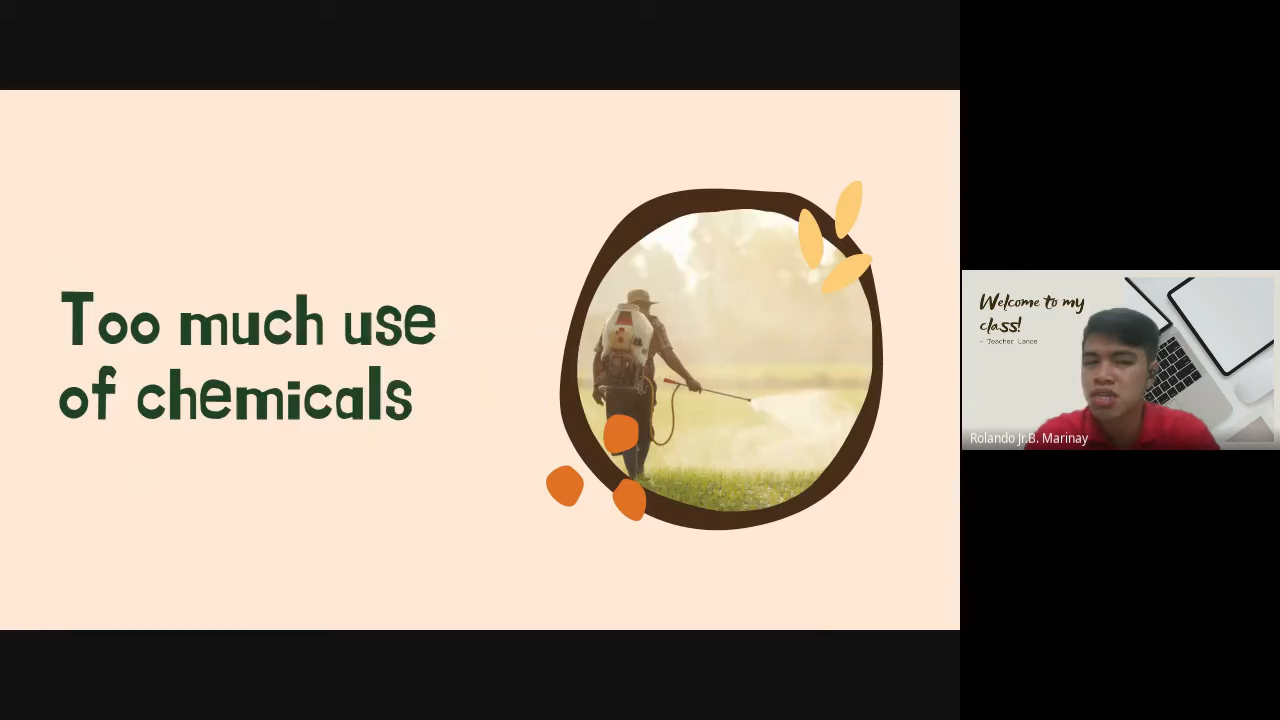 Too much use
of chemicals
Welcome to my
class!
- Teacher Lance
Rolando Jr.B. Marinay